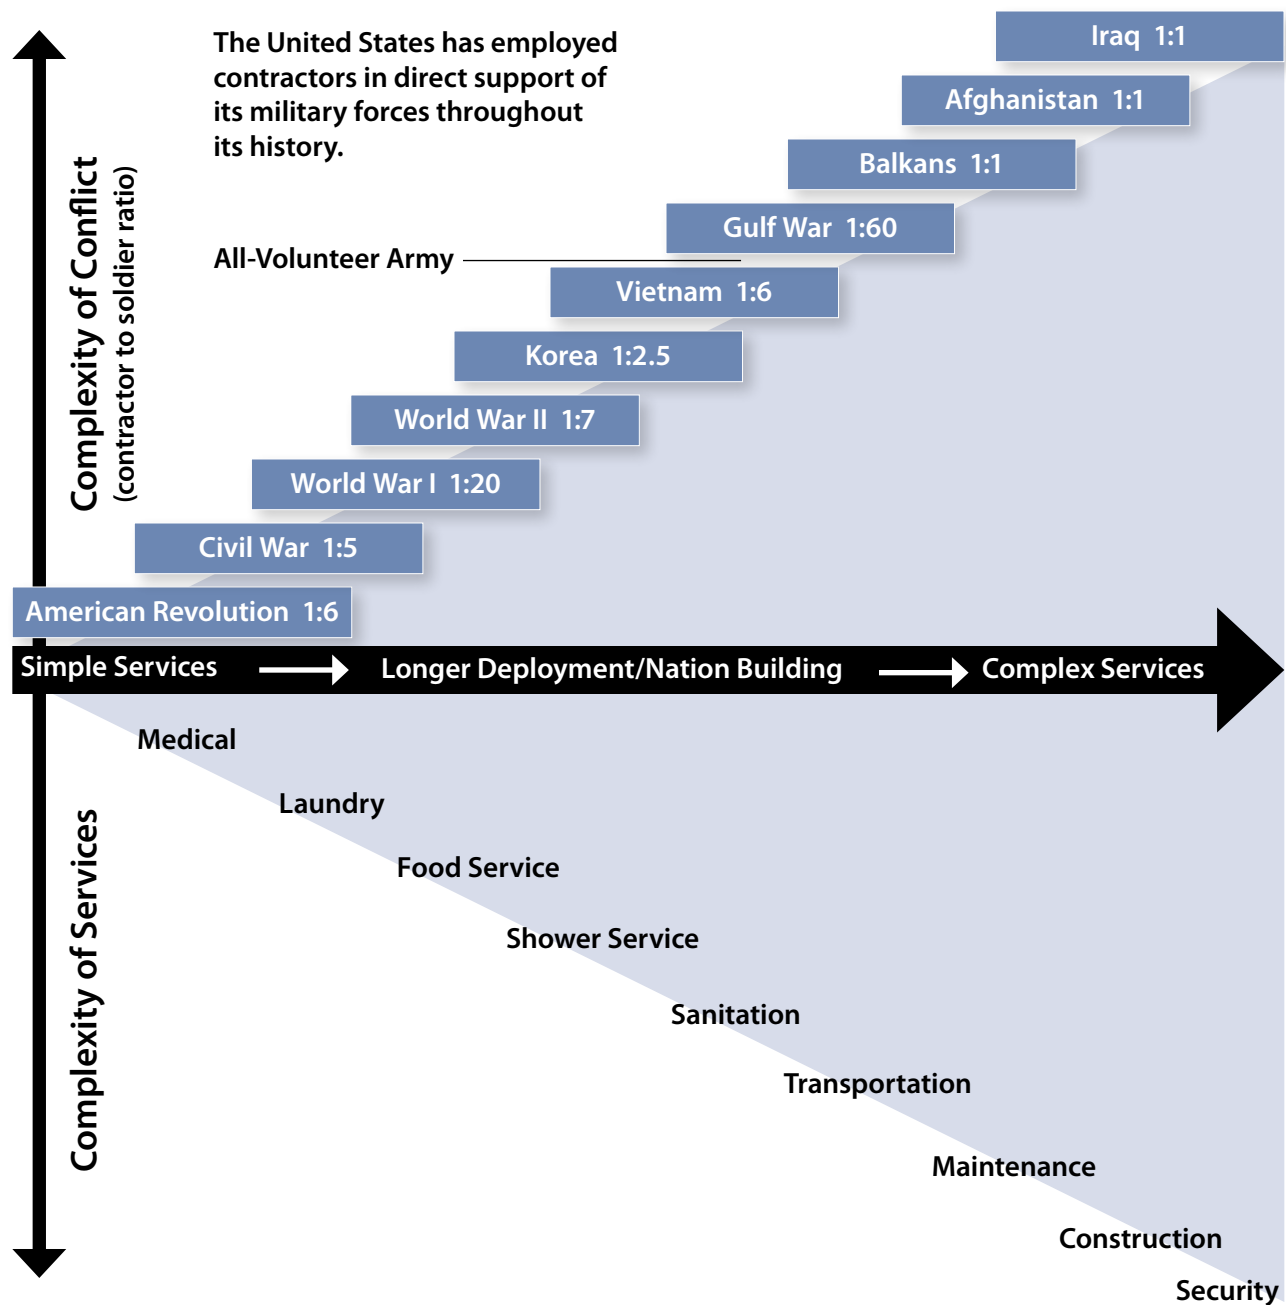 The United States has employed
contractors in direct support of
its military forces throughout
its history.
Complexity of Conflict
(contractor to soldier ratio)
Iraq 1:1
Afghanistan 1:1
Balkans 1:1
Gulf War 1:60
All-Volunteer Army
Vietnam 1:6
Korea 1:2.5
World War II 1:7
World War I 1:20
Civil War 1:5
American Revolution 1:6
Simple Services
Longer Deployment/Nation Building
Complex Services
Complexity of Services
Medical
Laundry
Food Service
Shower Service
Sanitation
Transportation
Maintenance
Construction
Security